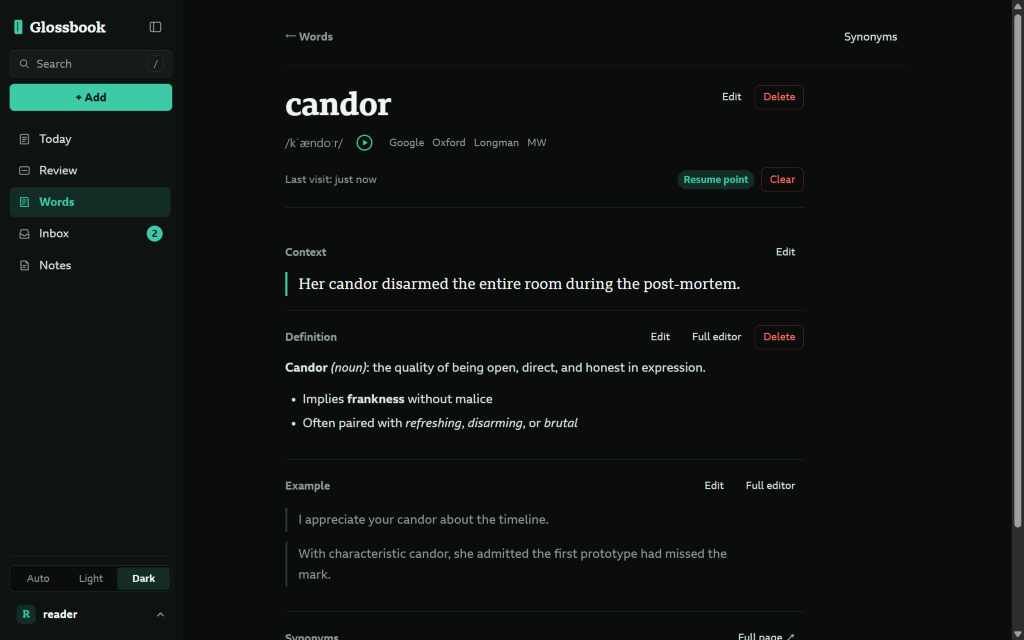 Glossbook
Search /
+ Add
Today
Review
Words
Inbox 2
Notes
Auto Light Dark
R reader
← Words Synonyms
candor Edit Delete
/kˈændɔːr/ Google Oxford Longman MW
Last visit: just now Resume point Clear
Context Edit
Her candor disarmed the entire room during the post-mortem.
Definition Edit Full editor Delete
Candor (noun): the quality of being open, direct, and honest in expression.
• Implies frankness without malice
• Often paired with refreshing, disarming, or brutal
Example Edit Full editor
I appreciate your candor about the timeline.
With characteristic candor, she admitted the first prototype had missed the
mark.
Synonyms Full page ↗